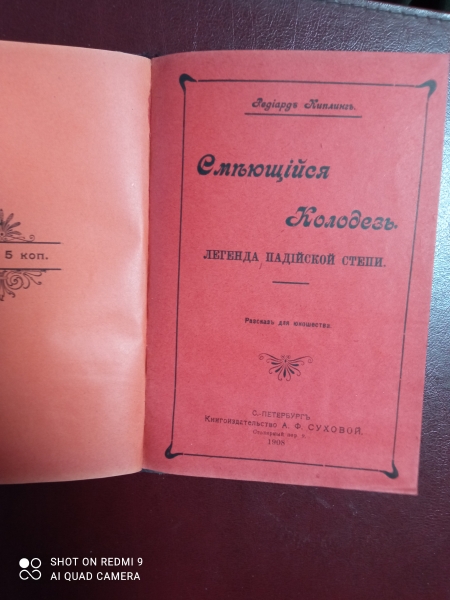 5 коп.
Редіардъ Киплингъ.
Смѣющійся
Колодезь.
ЛЕГЕНДА ПАДІЙСКОЙ СТЕПИ.
Разсказъ для юношества.
С.-ПЕТЕРБУРГЪ.
Книгоиздательство А. Ф. СУХОВОЙ.
1908
SHOT ON REDMI 9
AI QUAD CAMERA